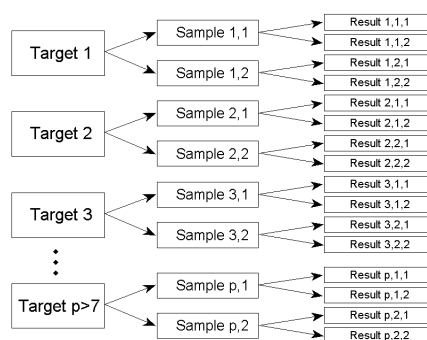 Target 1
Sample 1,1
Result 1,1,1
Result 1,1,2
Sample 1,2
Result 1,2,1
Result 1,2,2
Target 2
Sample 2,1
Result 2,1,1
Result 2,1,2
Sample 2,2
Result 2,2,1
Result 2,2,2
Target 3
Sample 3,1
Result 3,1,1
Result 3,1,2
Sample 3,2
Result 3,2,1
Result 3,2,2
Target p>7
Sample p,1
Result p,1,1
Result p,1,2
Sample p,2
Result p,2,1
Result p,2,2